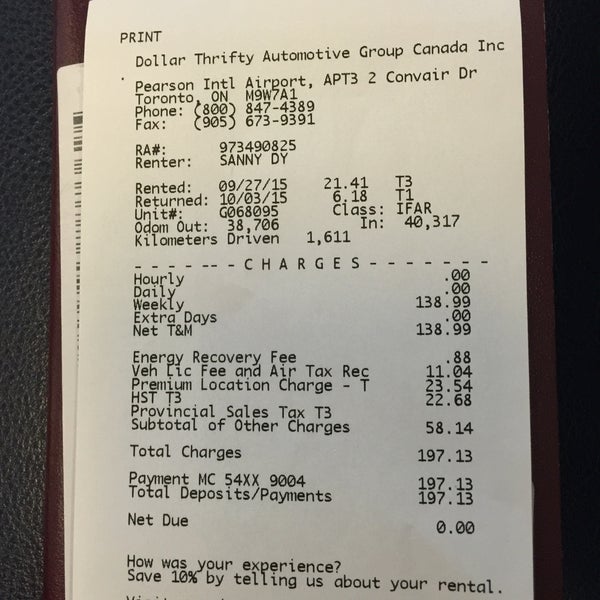 PRINT
Dollar Thrifty Automotive Group Canada Inc
Pearson Intl Airport, APT3 2 Convair Dr
Toronto, ON M9W7A1
Phone: (800) 847-4389
Fax: (905) 673-9391
RA#: 973490825
Renter: SANNY DY
Rented: 09/27/15 21.41 T3
Returned: 10/03/15 6.18 T1
Unit#: G068095 Class: IFAR
Odom Out: 38,706 In: 40,317
Kilometers Driven 1,611
- - - -- -- - C H A R G E S - - - - - - -
Hourly .00
Daily .00
Weekly 138.99
Extra Days .00
Net T&M 138.99
Energy Recovery Fee .88
Veh Lic Fee and Air Tax Rec 11.04
Premium Location Charge - T 23.54
HST T3 22.68
Provincial Sales Tax T3
Subtotal of Other Charges 58.14
Total Charges 197.13
Payment MC 54XX 9004 197.13
Total Deposits/Payments 197.13
Net Due 0.00
How was your experience?
Save 10% by telling us about your rental.